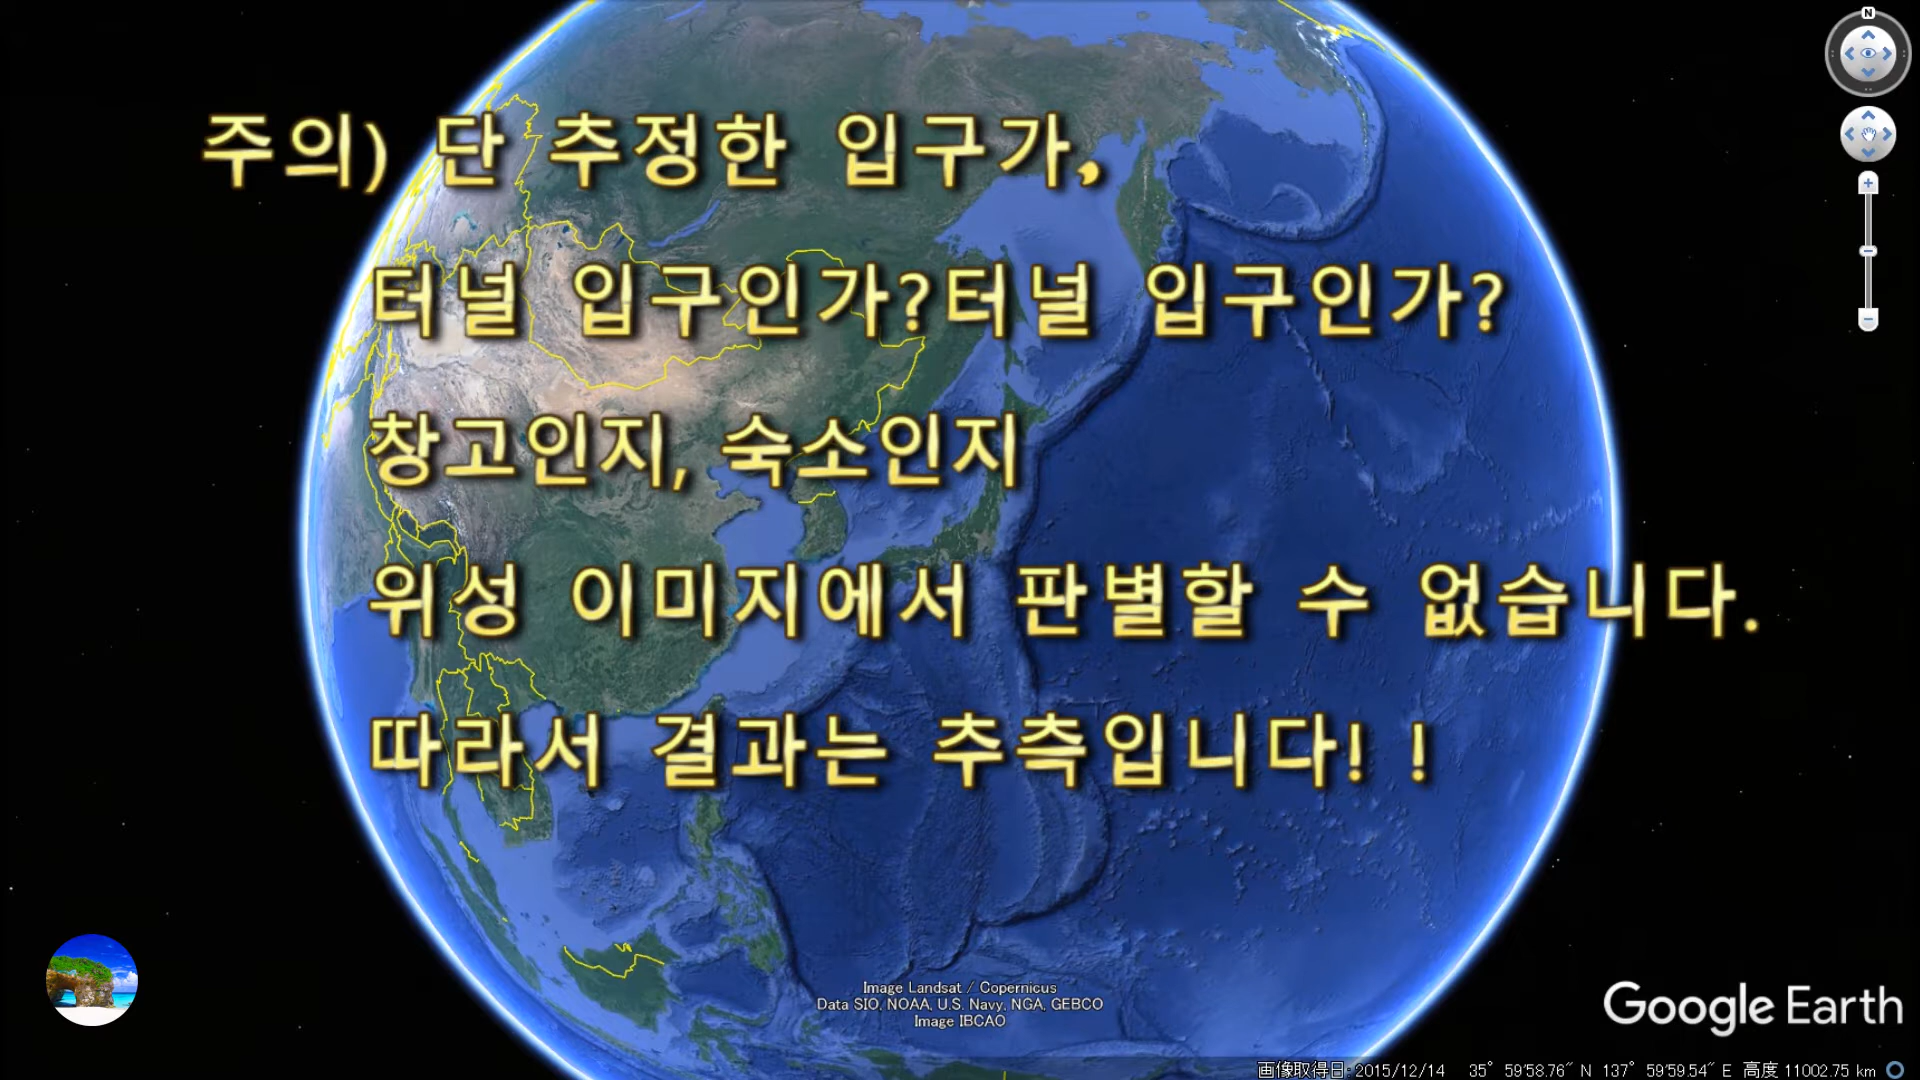 N
주의) 단 추정한 입구가,
터널 입구인가?터널 입구인가?
창고인지, 숙소인지
위성 이미지에서 판별할 수 없습니다.
따라서 결과는 추측입니다! !
Image Landsat / Copernicus
Data SIO, NOAA, U.S. Navy, NGA, GEBCO
Image IBCAO
Google Earth
画像取得日: 2015/12/14 35° 59'58.76" N 137° 59'59.54" E 高度 11002.75 km